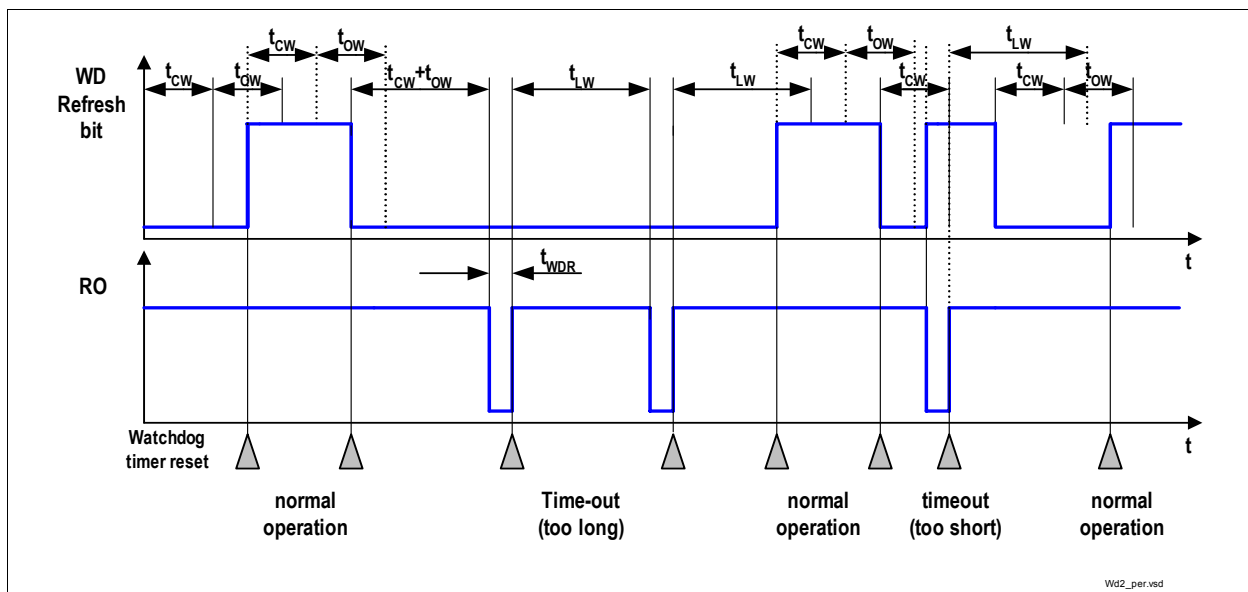 tCW tOW tCW tOW tLW
WD Refresh bit
tCW tOW tCW+tOW tLW tLW tCW tCW tOW
t
RO
tWDR
t
Watchdog timer reset
normal operation
Time-out (too long)
normal operation
timeout (too short)
normal operation
Wd2_per.vsd